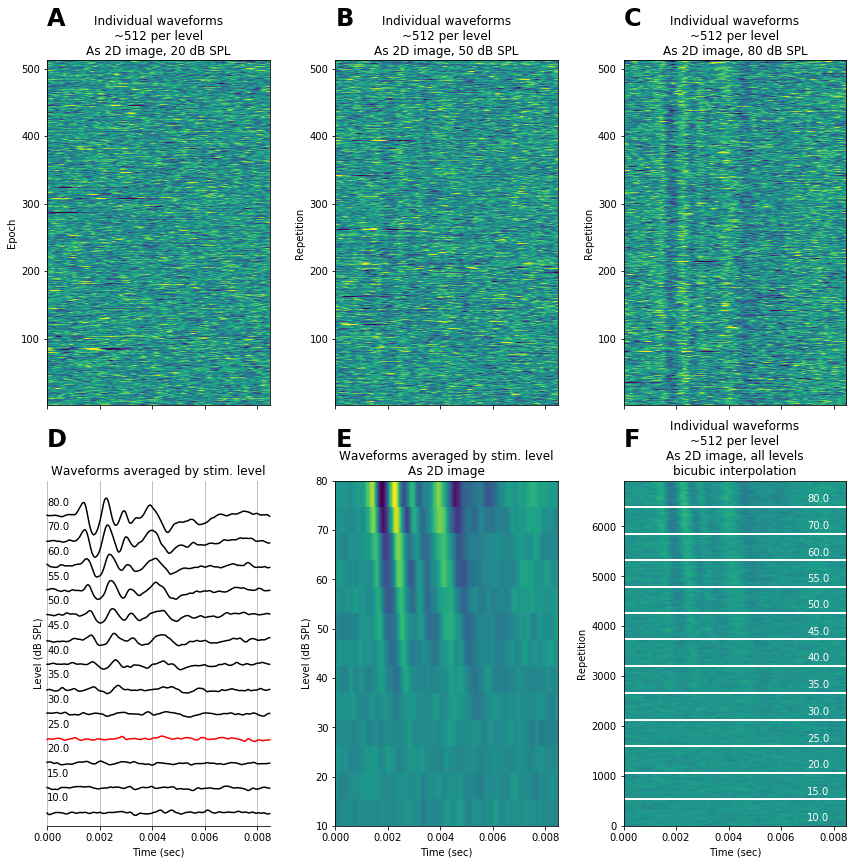 A
Individual waveforms
~512 per level
As 2D image, 20 dB SPL
500
400
300
200
100
Epoch
B
Individual waveforms
~512 per level
As 2D image, 50 dB SPL
500
400
300
200
100
Repetition
C
Individual waveforms
~512 per level
As 2D image, 80 dB SPL
500
400
300
200
100
Repetition
D
Waveforms averaged by stim. level
80.0
70.0
60.0
55.0
50.0
45.0
40.0
35.0
30.0
25.0
20.0
15.0
10.0
Level (dB SPL)
0.000 0.002 0.004 0.006 0.008
Time (sec)
E
Waveforms averaged by stim. level
As 2D image
80
70
60
50
40
30
20
10
Level (dB SPL)
0.000 0.002 0.004 0.006 0.008
Time (sec)
F
Individual waveforms
~512 per level
As 2D image, all levels
bicubic interpolation
6000
5000
4000
3000
2000
1000
0
Repetition
80.0
70.0
60.0
55.0
50.0
45.0
40.0
35.0
30.0
25.0
20.0
15.0
10.0
0.000 0.002 0.004 0.006 0.008
Time (sec)